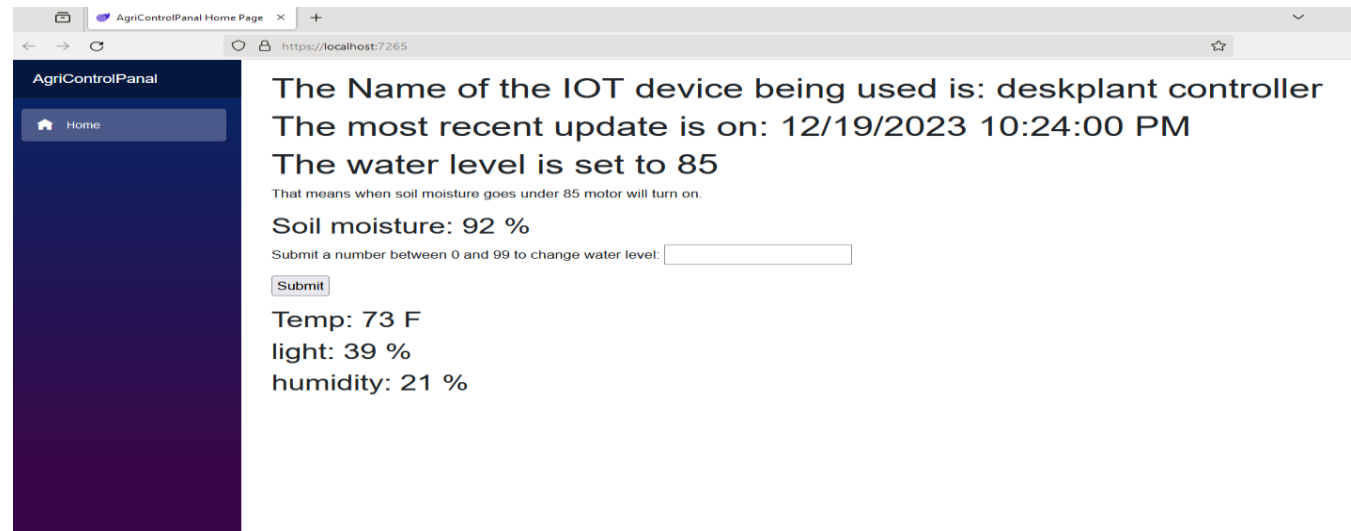 AgriControlPanal Home Page
https://localhost:7265
AgriControlPanal
Home
The Name of the IOT device being used is: deskplant controller
The most recent update is on: 12/19/2023 10:24:00 PM
The water level is set to 85
That means when soil moisture goes under 85 motor will turn on.
Soil moisture: 92 %
Submit a number between 0 and 99 to change water level:
Submit
Temp: 73 F
light: 39 %
humidity: 21 %